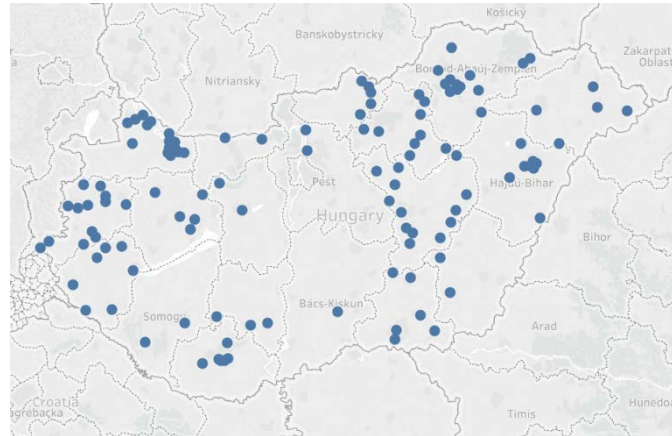 Košický
Banskobystrický
Zakarpat
Oblast
Borsod-Abaúj-Zemplén
Nitriansky
Pest
Hajdú-Bihar
Hungary
Bihor
Bács-Kiskun
Somogy
Arad
Croatia
Zagrebačka
Timis
Hunedoa